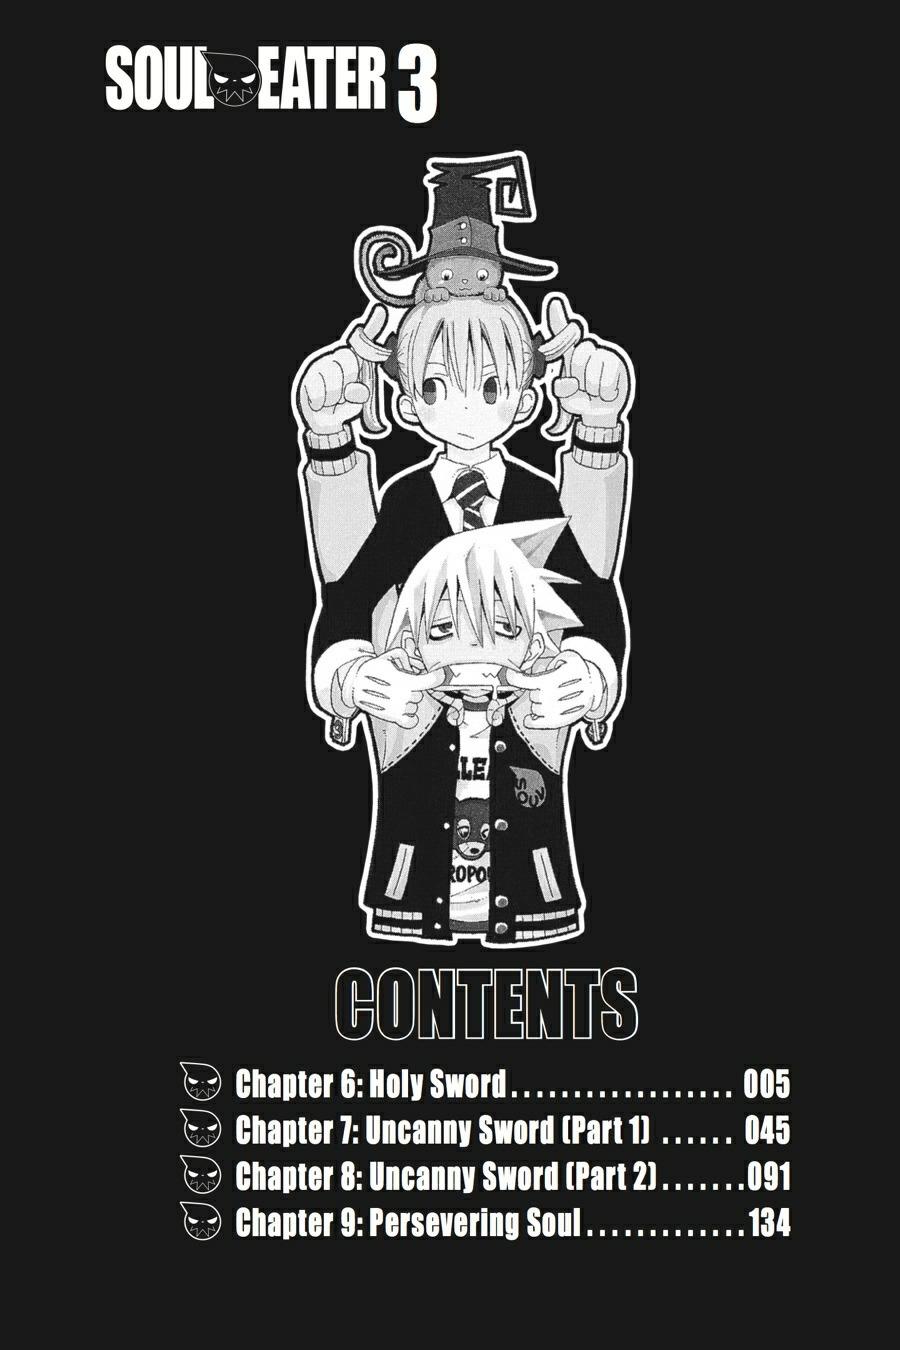 SOUL EATER 3
SOUL
CONTENTS
Chapter 6: Holy Sword.................. 005
Chapter 7: Uncanny Sword (Part 1) ...... 045
Chapter 8: Uncanny Sword (Part 2).......091
Chapter 9: Persevering Soul.............134